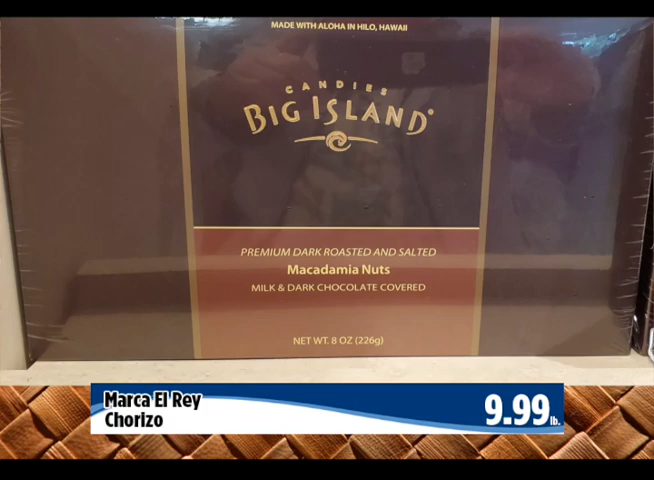 MADE WITH ALOHA IN HILO, HAWAII
CANDIES
BIG ISLAND®
PREMIUM DARK ROASTED AND SALTED
Macadamia Nuts
MILK & DARK CHOCOLATE COVERED
NET WT. 8 OZ (226g)
Marca El Rey
Chorizo
9.99 lb.